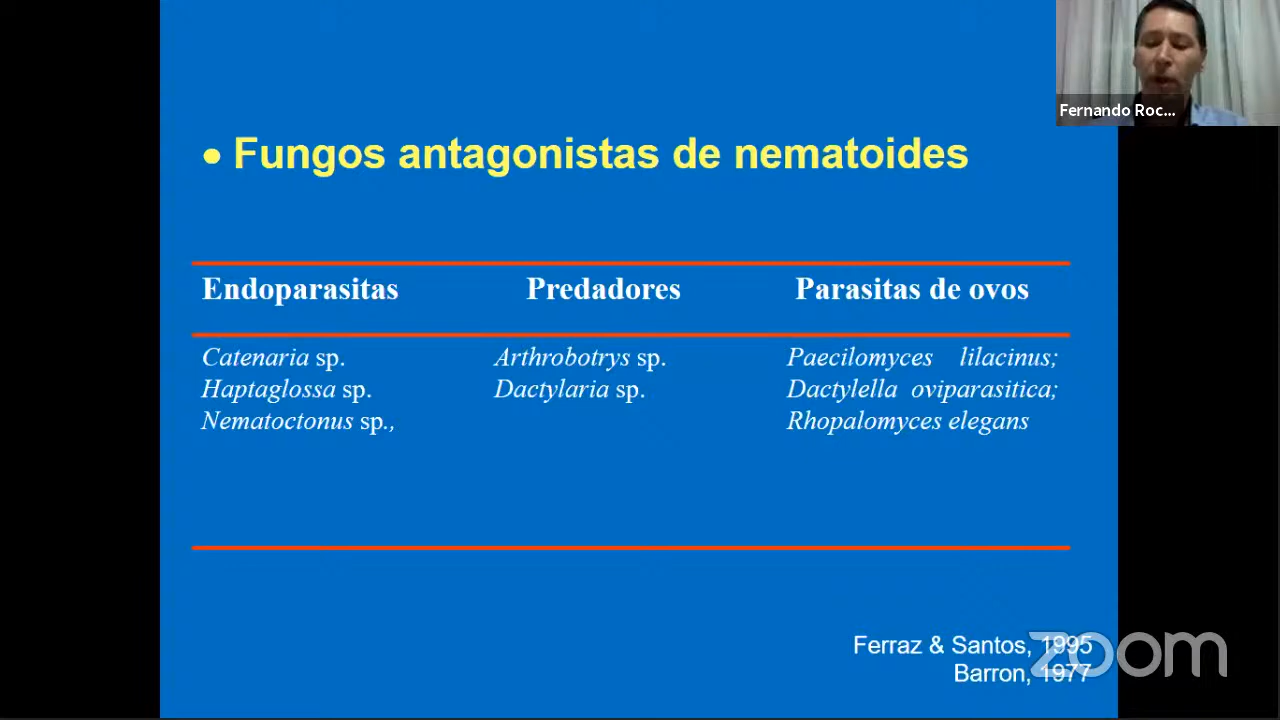 Fernando Roc...
• Fungos antagonistas de nematoides
Endoparasitas Predadores Parasitas de ovos
Catenaria sp. Arthrobotrys sp. Paecilomyces lilacinus;
Haptaglossa sp. Dactylaria sp. Dactylella oviparasitica;
Nematoctonus sp., Rhopalomyces elegans
Ferraz & Santos, 1995
Barron, 1977
zoom